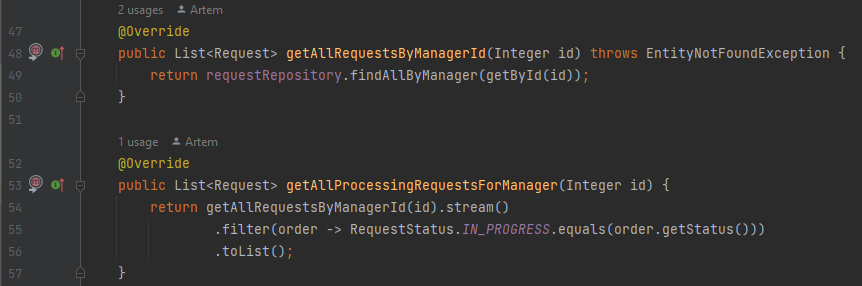 2 usages Artem
47 @Override
48 public List<Request> getAllRequestsByManagerId(Integer id) throws EntityNotFoundException {
49 return requestRepository.findAllByManager(getById(id));
50 }
51
1 usage Artem
52 @Override
53 public List<Request> getAllProcessingRequestsForManager(Integer id) {
54 return getAllRequestsByManagerId(id).stream()
55 .filter(order -> RequestStatus.IN_PROGRESS.equals(order.getStatus()))
56 .toList();
57 }